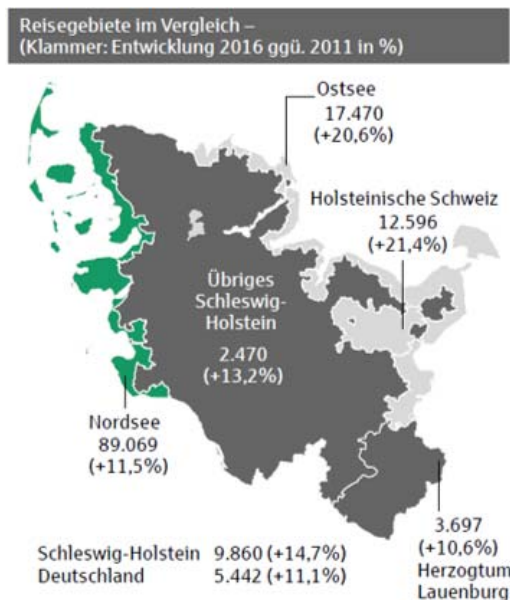 Reisegebiete im Vergleich –
(Klammer: Entwicklung 2016 ggü. 2011 in %)
Ostsee
17.470
(+20,6%)
Holsteinische Schweiz
12.596
(+21,4%)
Übriges
Schleswig-
Holstein
2.470
(+13,2%)
Nordsee
89.069
(+11,5%)
3.697
(+10,6%)
Herzogtum
Lauenburg
Schleswig-Holstein 9.860 (+14,7%)
Deutschland 5.442 (+11,1%)